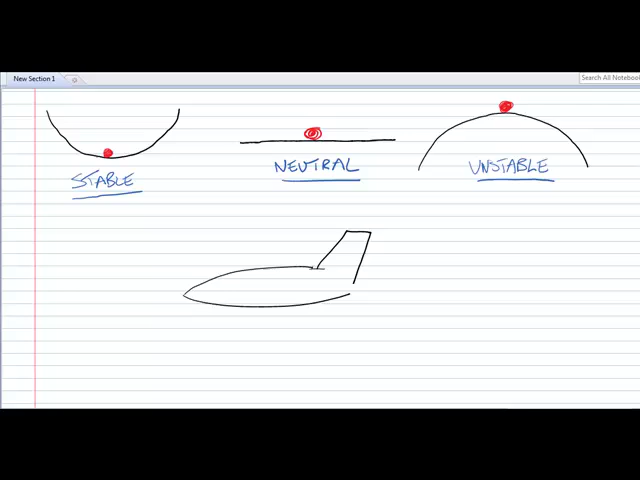 New Section 1
Search All Notebook
STABLE
NEUTRAL
UNSTABLE